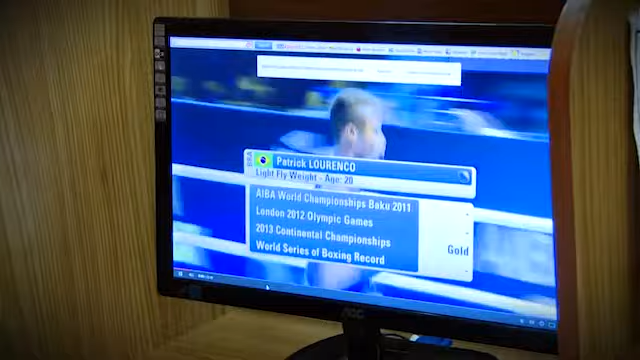 BRA
Patrick LOURENCO
Light Fly Weight - Age: 20
AIBA World Championships Baku 2011
London 2012 Olympic Games
2013 Continental Championships
Gold
World Series of Boxing Record
AOC